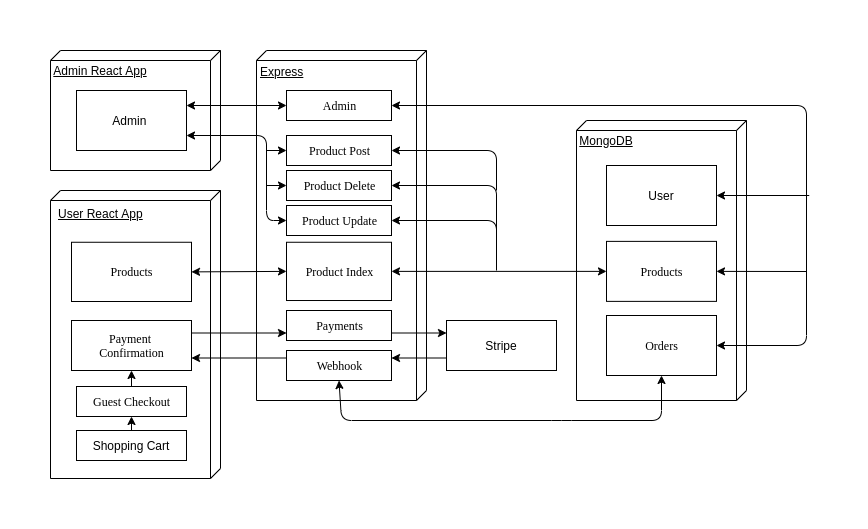 Admin React App
Admin
User React App
Products
Payment
Confirmation
Guest Checkout
Shopping Cart
Express
Admin
Product Post
Product Delete
Product Update
Product Index
Payments
Webhook
Stripe
MongoDB
User
Products
Orders